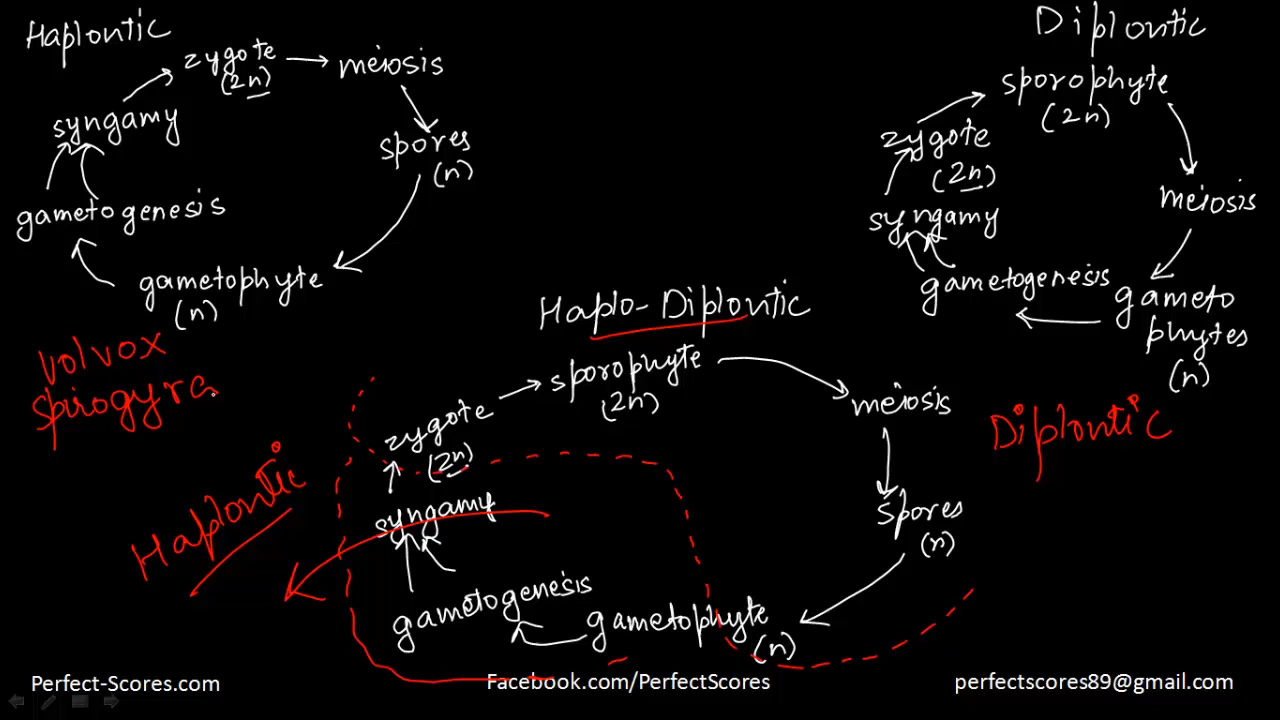 Haplontic
zygote
(2n)
meiosis
syngamy
spores
(n)
gametogenesis
gametophyte
(n)
volvox
spirogyra
Diplontic
sporophyte
(2n)
zygote
(2n)
meiosis
syngamy
gametogenesis
gameto
phytes
(n)
Diplontic
Haplo-Diplontic
sporophyte
(2n)
zygote
(2n)
meiosis
syngamy
spores
(n)
gametogenesis
gametophyte
(n)
Haplontic
Perfect-Scores.com
Facebook.com/PerfectScores
perfectscores89@gmail.com